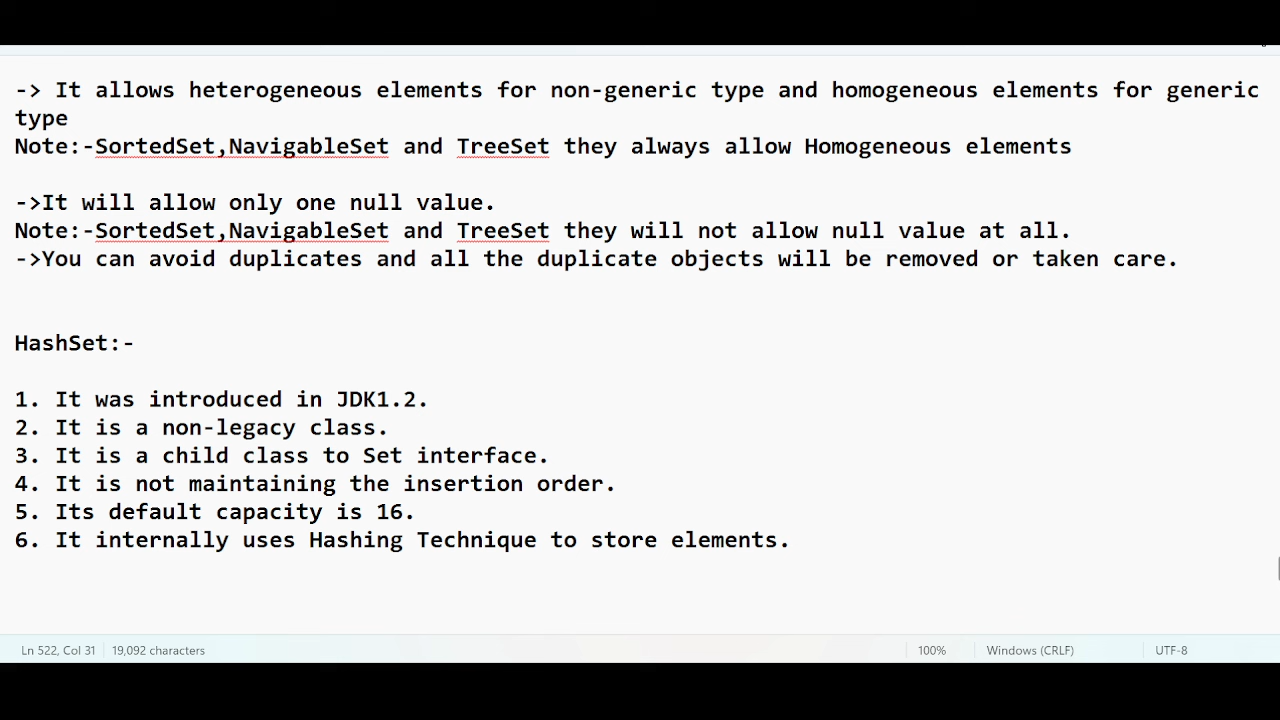 -> It allows heterogeneous elements for non-generic type and homogeneous elements for generic
type
Note:-SortedSet,NavigableSet and TreeSet they always allow Homogeneous elements
->It will allow only one null value.
Note:-SortedSet,NavigableSet and TreeSet they will not allow null value at all.
->You can avoid duplicates and all the duplicate objects will be removed or taken care.
HashSet:-
1. It was introduced in JDK1.2.
2. It is a non-legacy class.
3. It is a child class to Set interface.
4. It is not maintaining the insertion order.
5. Its default capacity is 16.
6. It internally uses Hashing Technique to store elements.
Ln 522, Col 31 19,092 characters 100% Windows (CRLF) UTF-8